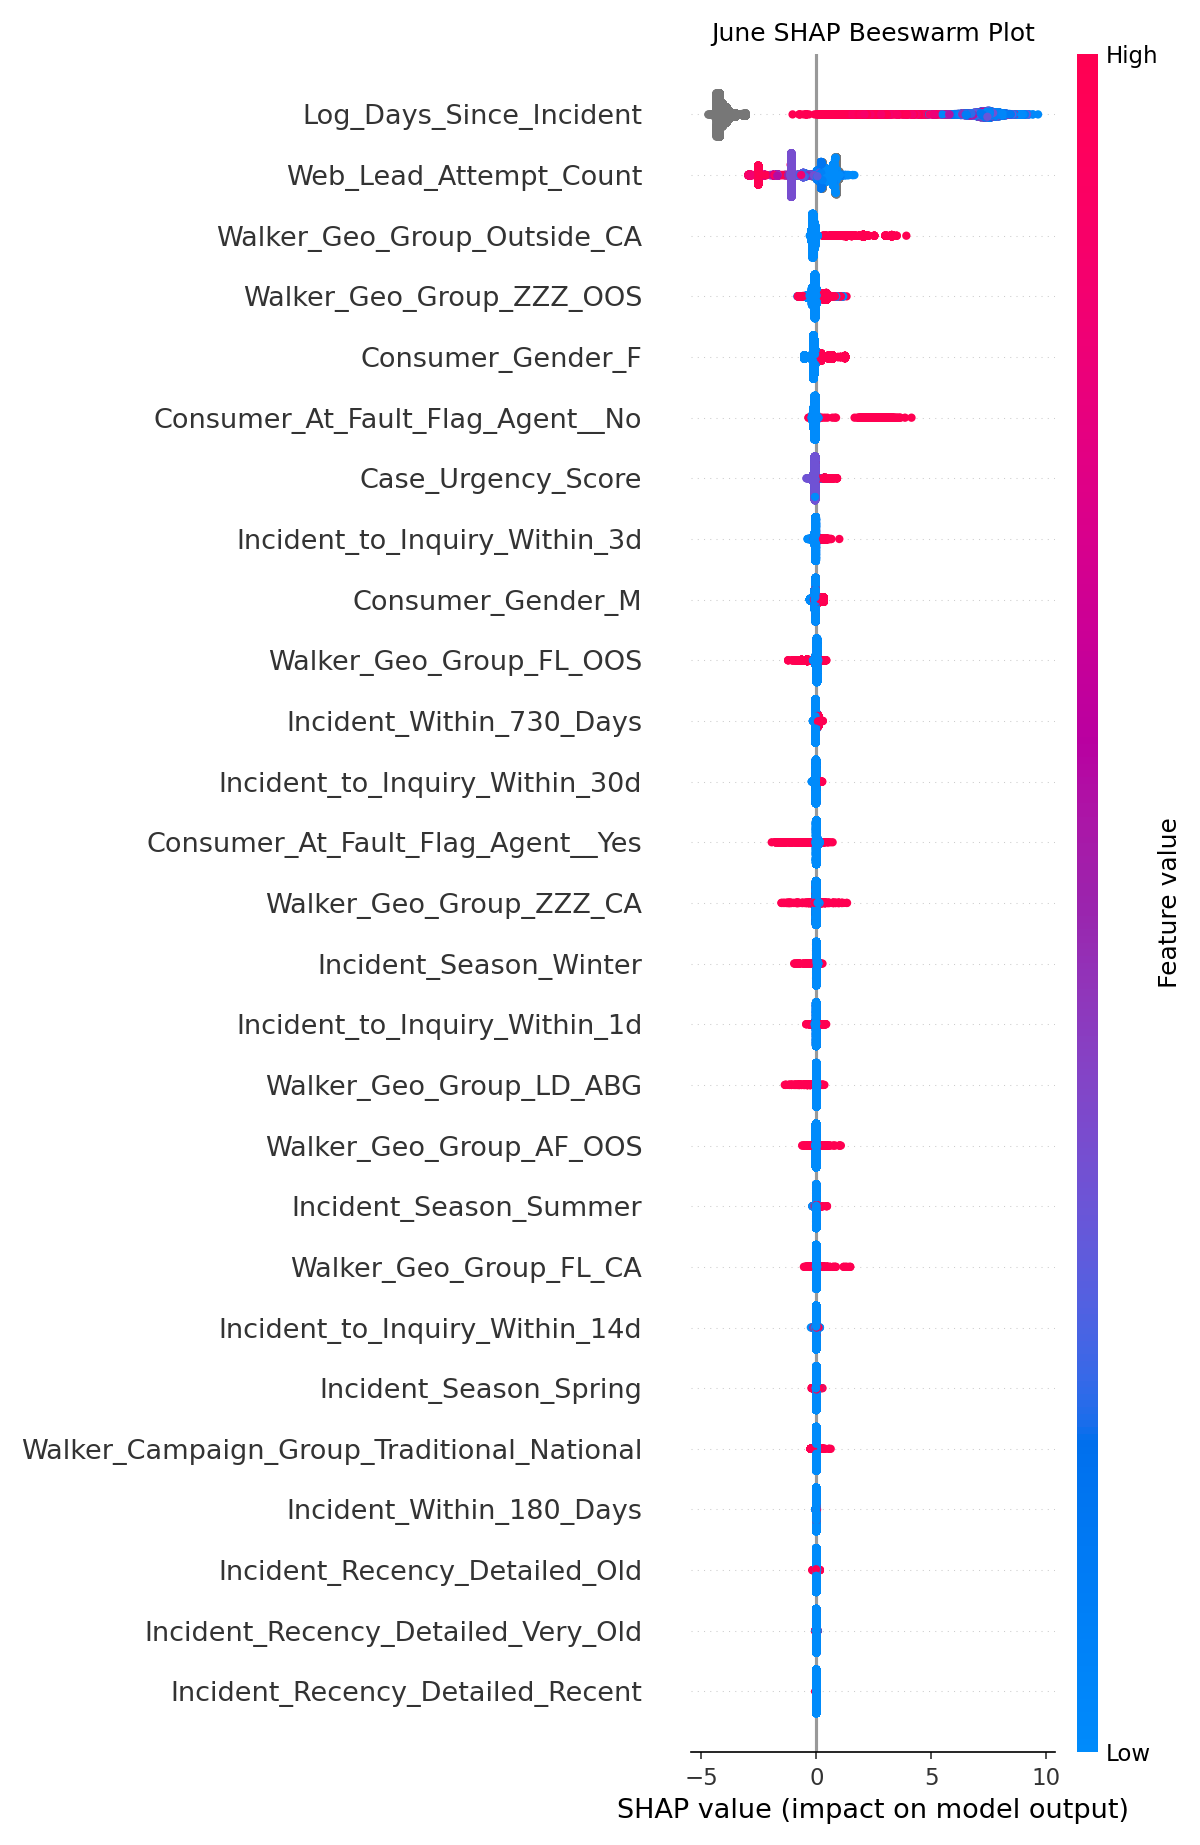 June SHAP Beeswarm Plot
High
Log_Days_Since_Incident
Web_Lead_Attempt_Count
Walker_Geo_Group_Outside_CA
Walker_Geo_Group_ZZZ_OOS
Consumer_Gender_F
Consumer_At_Fault_Flag_Agent__No
Case_Urgency_Score
Incident_to_Inquiry_Within_3d
Consumer_Gender_M
Walker_Geo_Group_FL_OOS
Incident_Within_730_Days
Incident_to_Inquiry_Within_30d
Consumer_At_Fault_Flag_Agent__Yes
Walker_Geo_Group_ZZZ_CA
Incident_Season_Winter
Incident_to_Inquiry_Within_1d
Walker_Geo_Group_LD_ABG
Walker_Geo_Group_AF_OOS
Incident_Season_Summer
Walker_Geo_Group_FL_CA
Incident_to_Inquiry_Within_14d
Incident_Season_Spring
Walker_Campaign_Group_Traditional_National
Incident_Within_180_Days
Incident_Recency_Detailed_Old
Incident_Recency_Detailed_Very_Old
Incident_Recency_Detailed_Recent
Feature value
Low
−5 0 5 10
SHAP value (impact on model output)